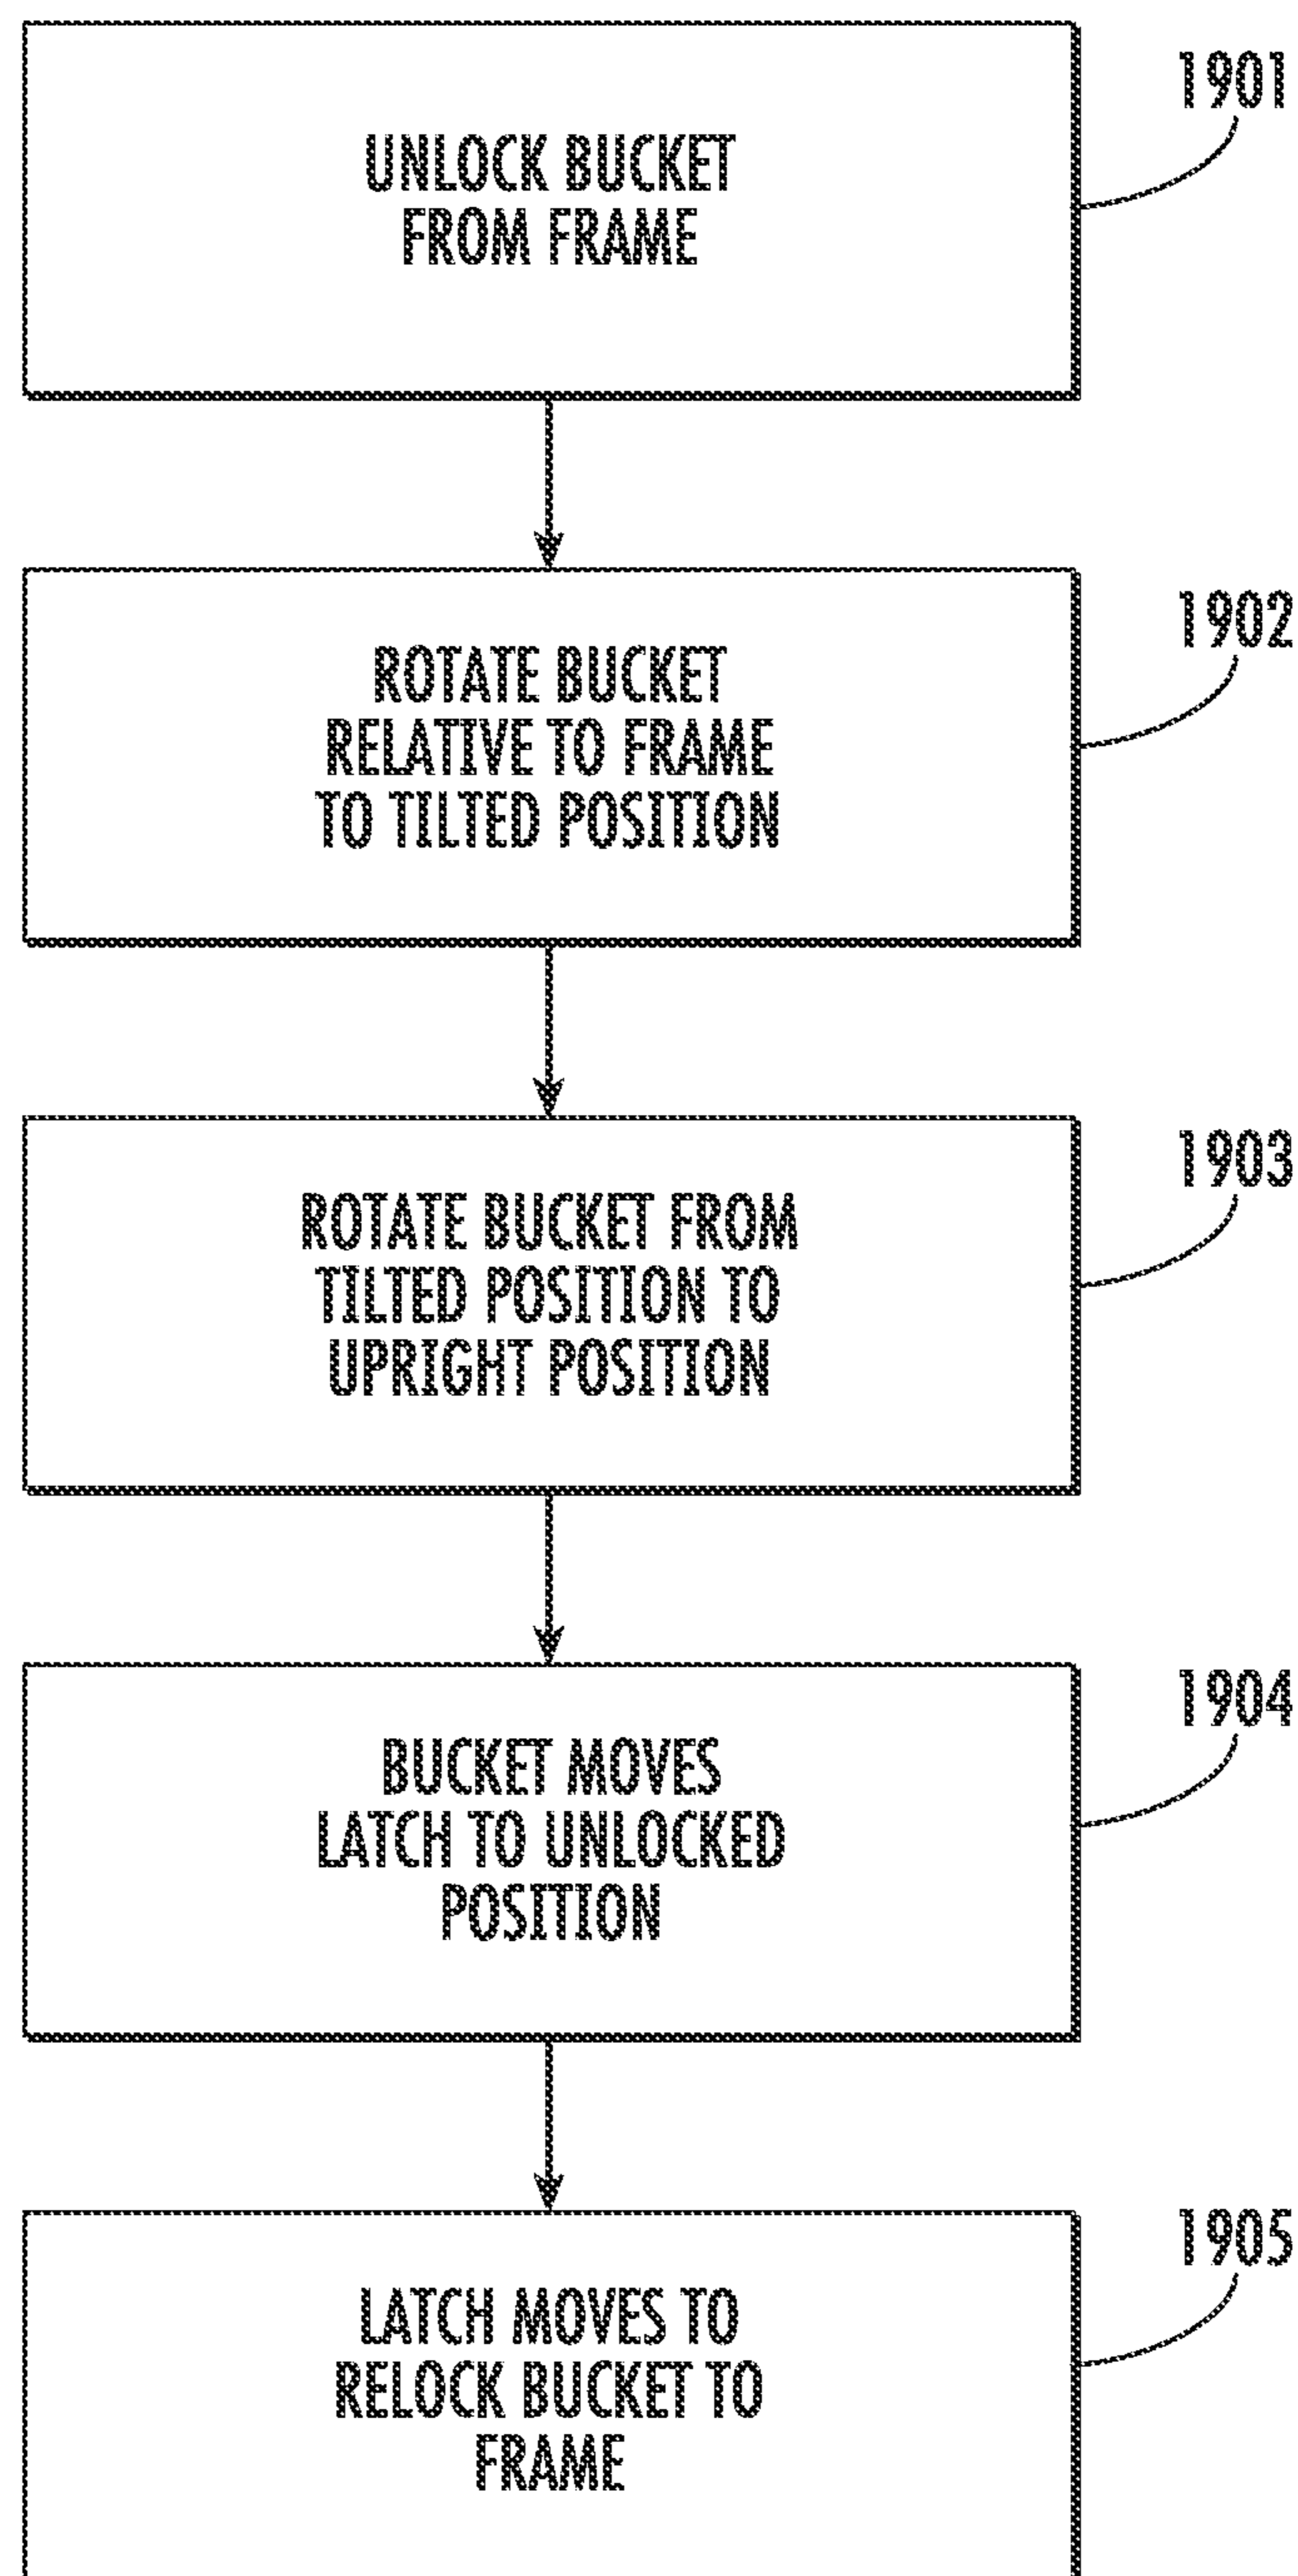 1901
UNLOCK BUCKET
FROM FRAME
1902
ROTATE BUCKET
RELATIVE TO FRAME
TO TILTED POSITION
1903
ROTATE BUCKET FROM
TILTED POSITION TO
UPRIGHT POSITION
1904
BUCKET MOVES
LATCH TO UNLOCKED
POSITION
1905
LATCH MOVES TO
RELOCK BUCKET TO
FRAME